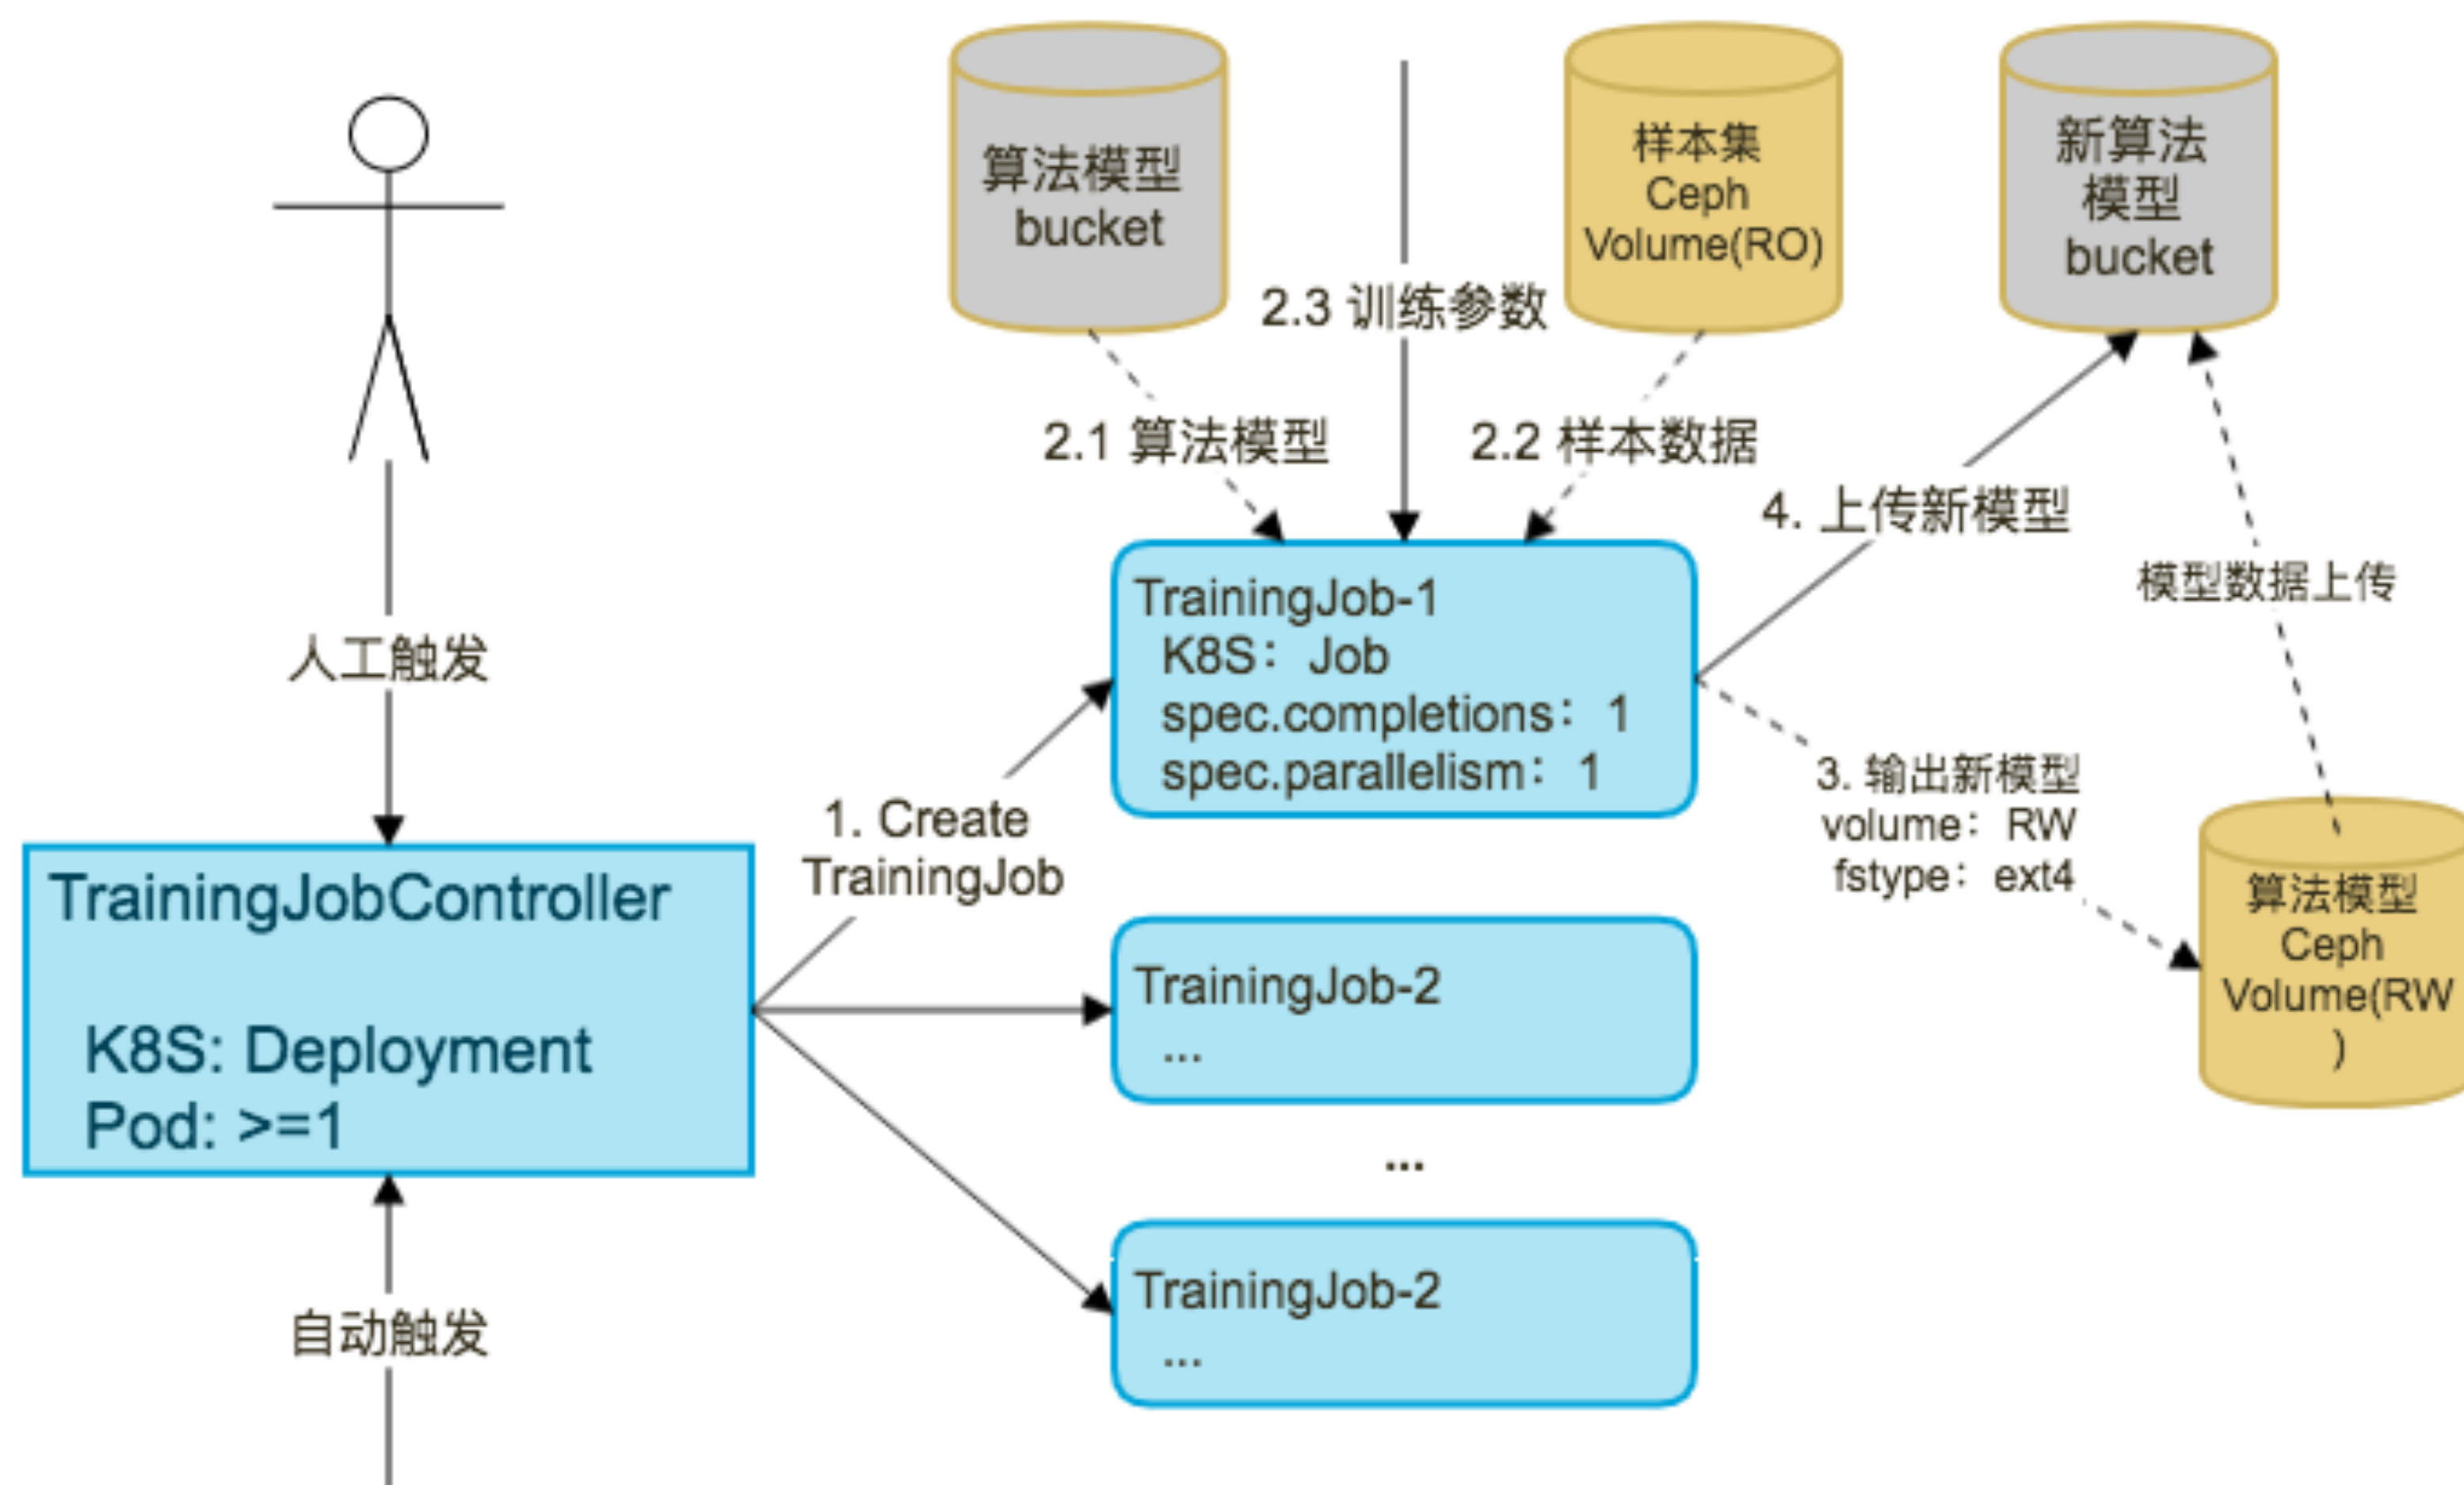 算法模型
bucket
2.3 训练参数
样本集
Ceph
Volume(RO)
新算法
模型
bucket
2.1 算法模型
2.2 样本数据
4. 上传新模型
模型数据上传
人工触发
TrainingJob-1
K8S： Job
spec.completions： 1
spec.parallelism： 1
3. 输出新模型
volume： RW
fstype： ext4
1. Create
TrainingJob
TrainingJobController
K8S: Deployment
Pod: >=1
算法模型
Ceph
Volume(RW
)
TrainingJob-2
...
...
TrainingJob-2
...
自动触发